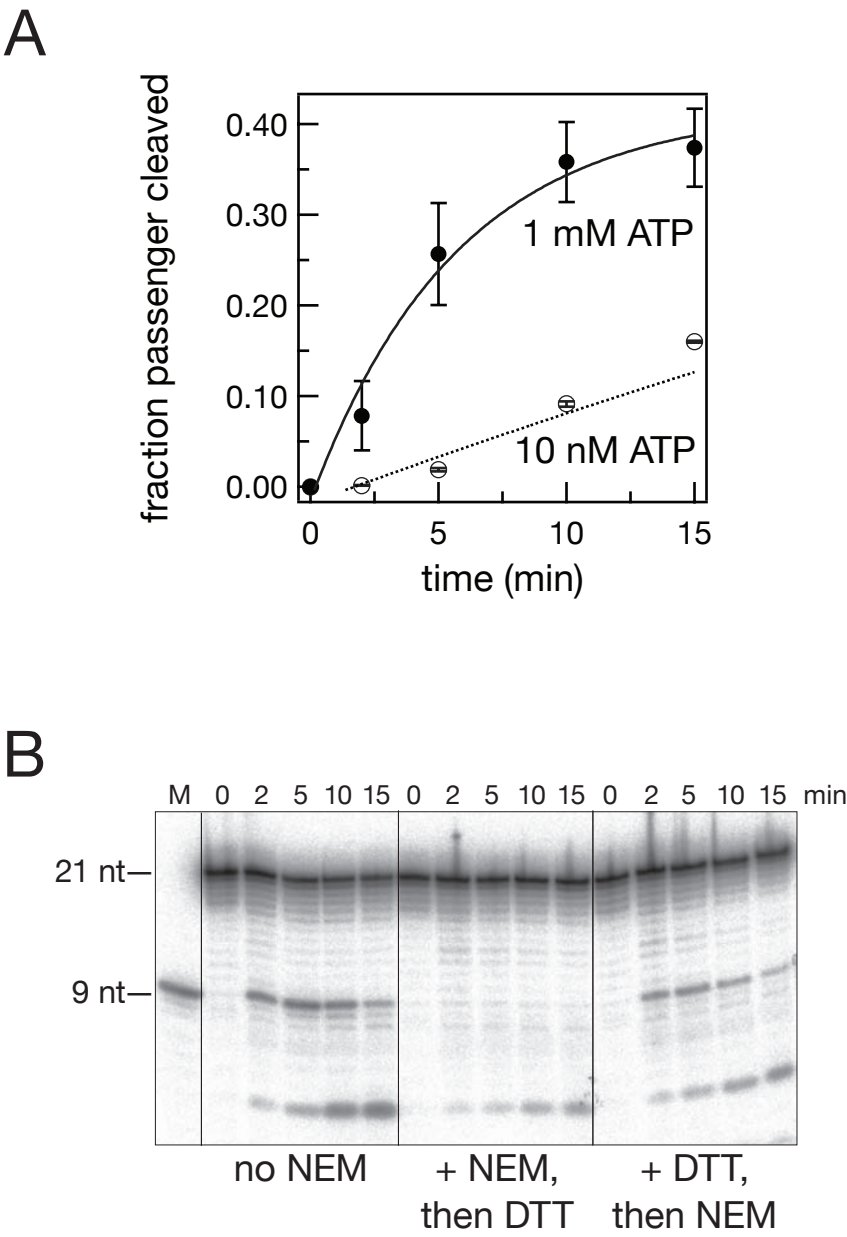 A
fraction passenger cleaved
0.40
0.30
0.20
0.10
0.00
1 mM ATP
10 nM ATP
0 5 10 15
time (min)
B
M 0 2 5 10 15 0 2 5 10 15 0 2 5 10 15 min
21 nt
9 nt
no NEM
+ NEM,
then DTT
+ DTT,
then NEM